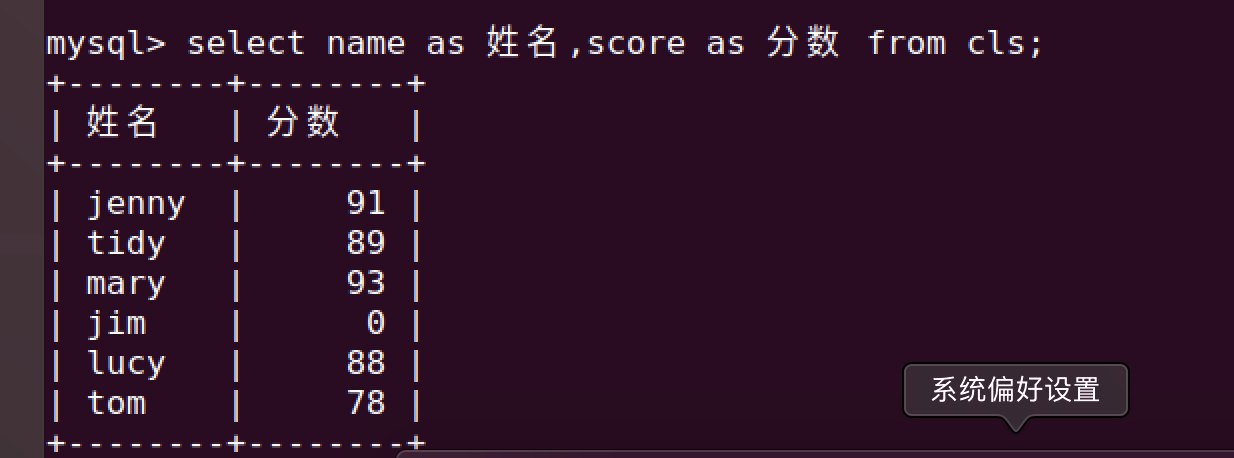 mysql> select name as 姓名,score as 分数 from cls;
+--------+--------+
| 姓名   | 分数   |
+--------+--------+
| jenny  |     91 |
| tidy   |     89 |
| mary   |     93 |
| jim    |      0 |
| lucy   |     88 |
| tom    |     78 |
+--------+--------+
系统偏好设置